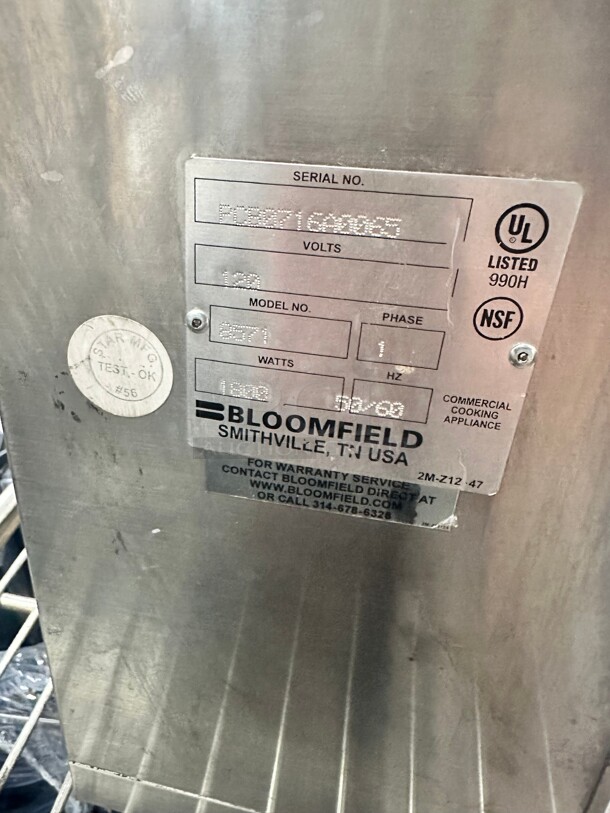 SERIAL NO.
VOLTS
120
MODEL NO.
PHASE
8571
1
WATTS
HZ
1800
50/60
UL
LISTED
990H
NSF
COMMERCIAL
COOKING
APPLIANCE
BLOOMFIELD
SMITHVILLE, TN USA
2M-Z12 47
FOR WARRANTY SERVICE
CONTACT BLOOMFIELD DIRECT AT
WWW.BLOOMFIELD.COM
OR CALL 314-678-6326
STAR MFG
TEST - OK
#56